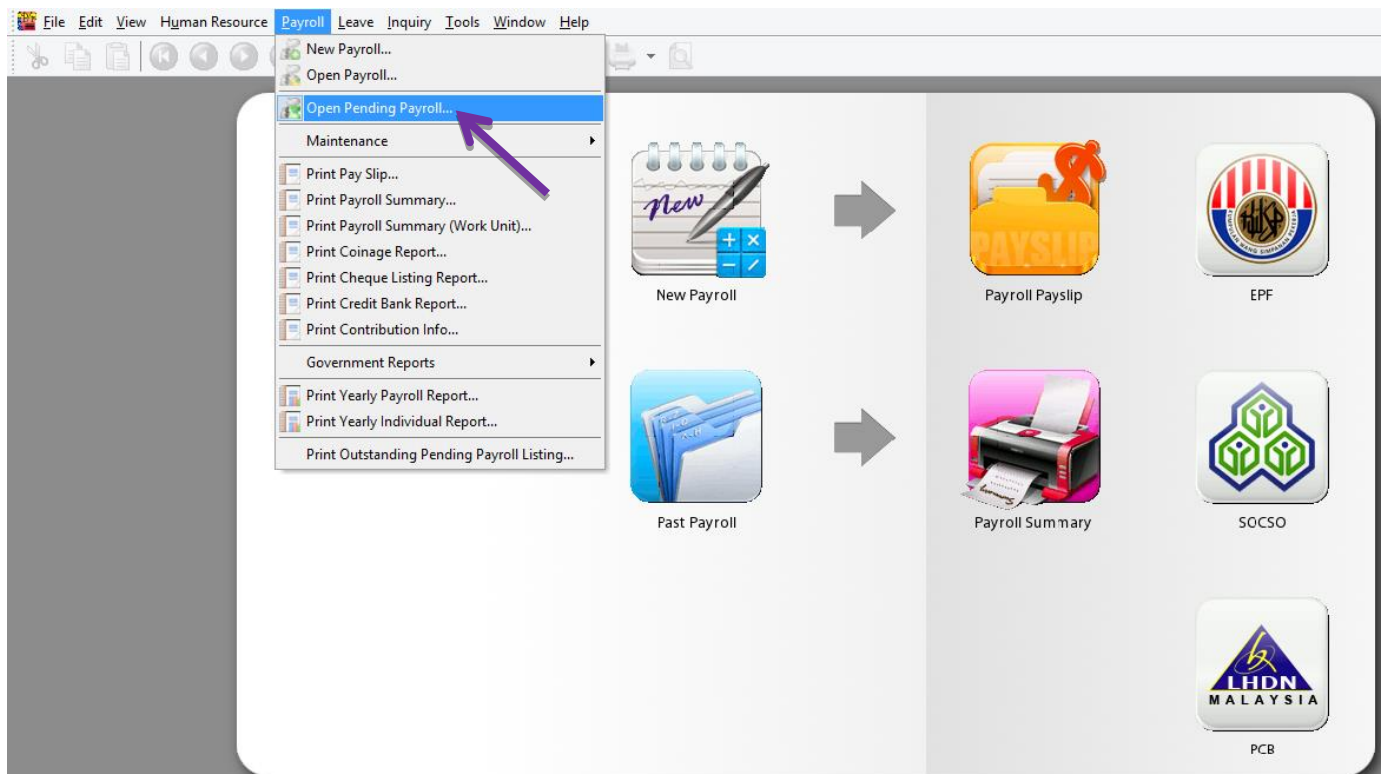 File Edit View Human Resource Payroll Leave Inquiry Tools Window Help
New Payroll...
Open Payroll...
Open Pending Payroll...
Maintenance
Print Pay Slip...
Print Payroll Summary...
Print Payroll Summary (Work Unit)...
Print Coinage Report...
Print Cheque Listing Report...
Print Credit Bank Report...
Print Contribution Info...
Government Reports
Print Yearly Payroll Report...
Print Yearly Individual Report...
Print Outstanding Pending Payroll Listing...
New
PAYSLIP
New Payroll
Payroll Payslip
EPF
Summary
Past Payroll
Payroll Summary
SOCSO
LHDN
MALAYSIA
PCB